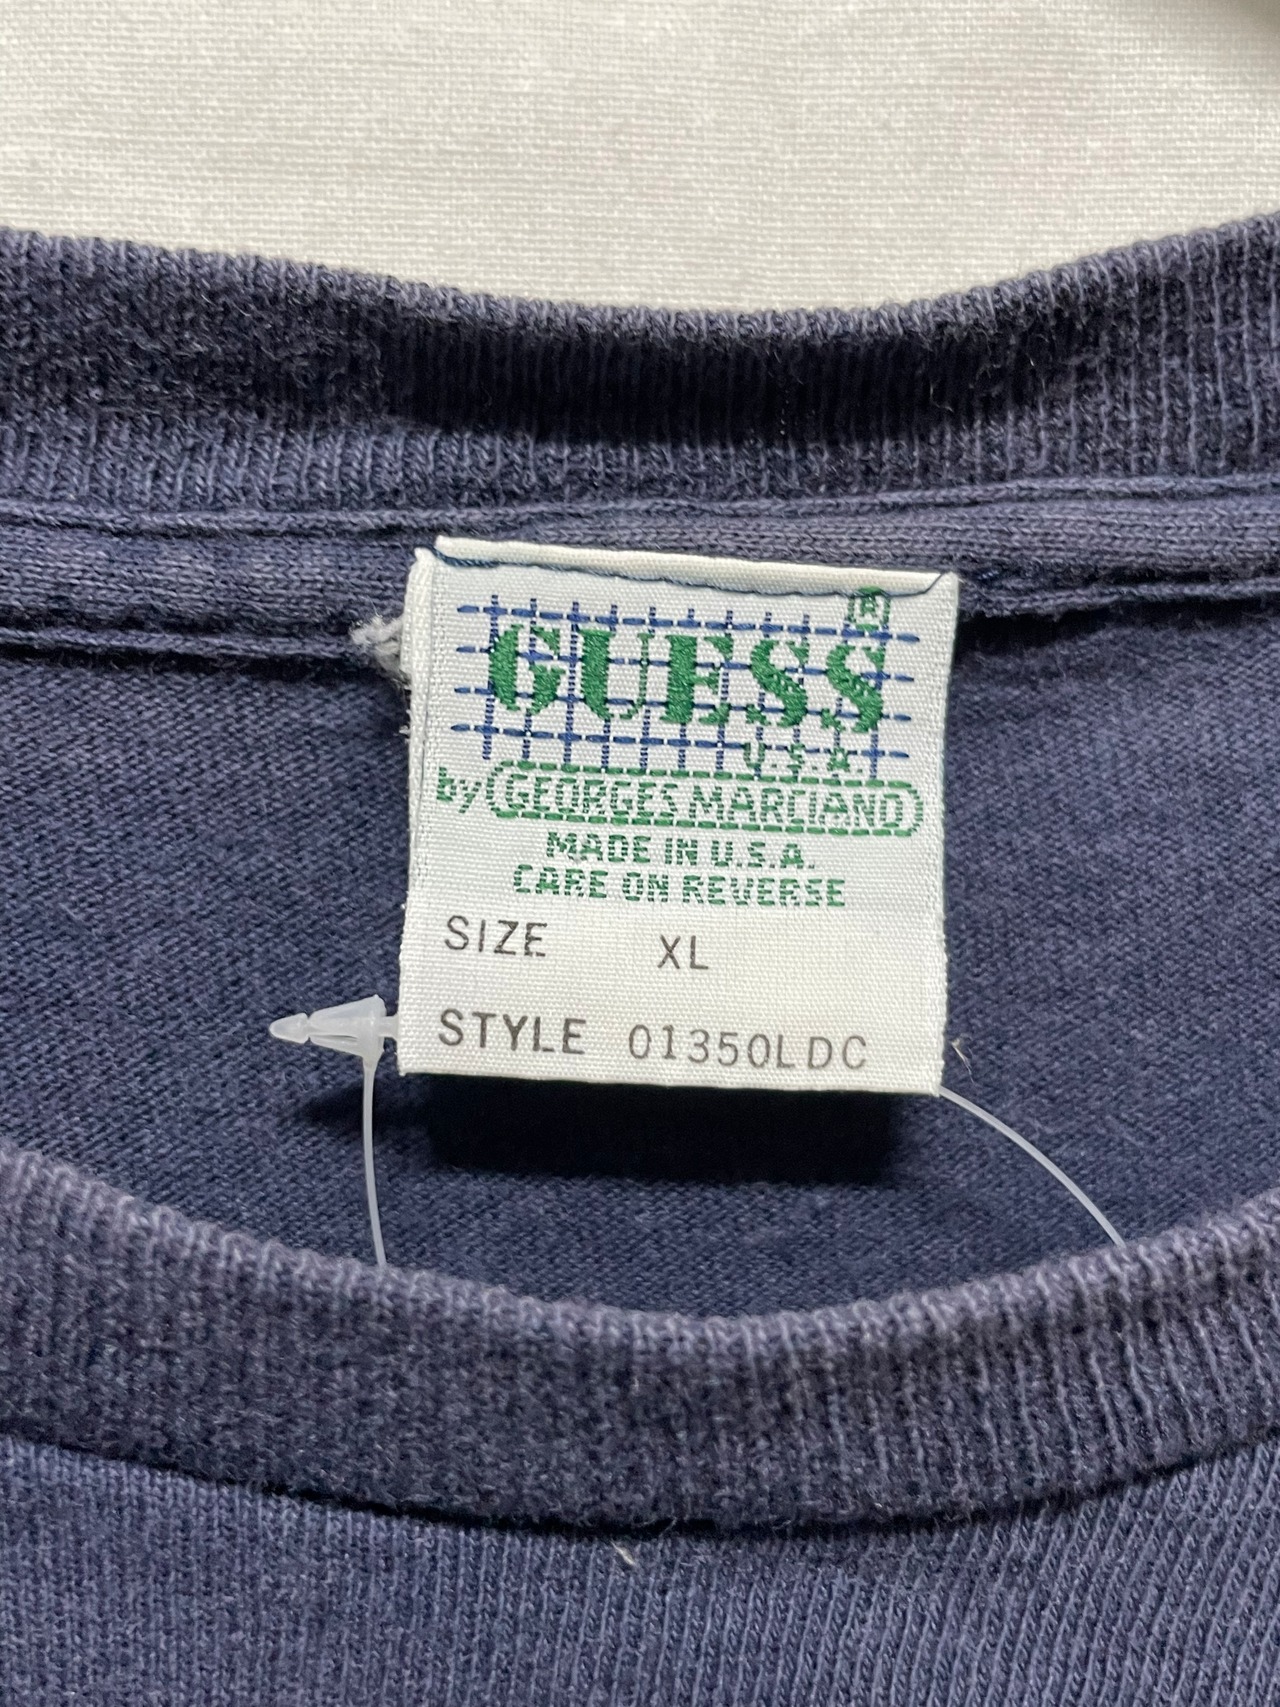 GUESS®
U.S.A.
by GEORGES MARCIANO
MADE IN U.S.A.
CARE ON REVERSE
SIZE XL
STYLE 01350LDC